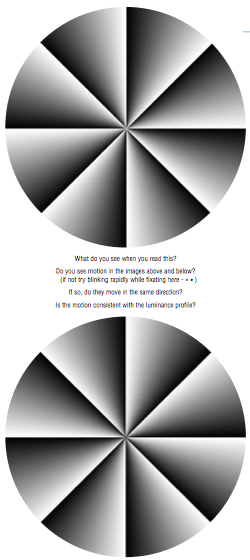 What do you see when you read this?
Do you see motion in the images above and below?
(if not try blinking rapidly while fixating here - • • )
If so, do they move in the same direction?
Is the motion consistent with the luminance profile?